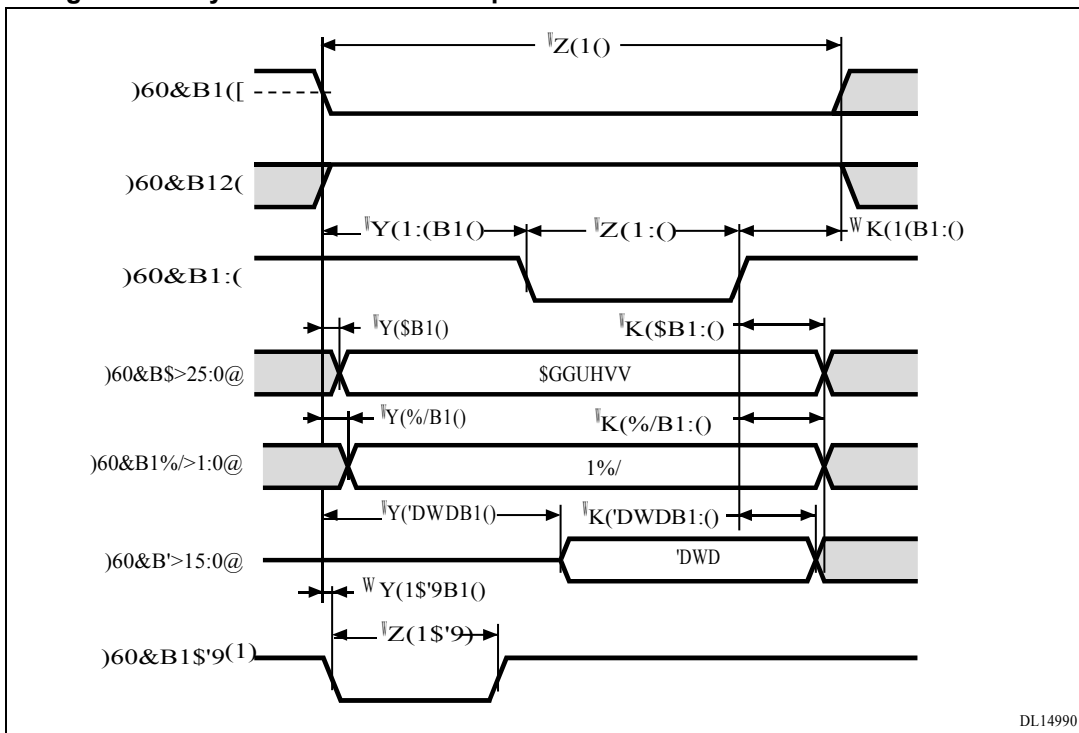 ᵂZ(1()
)60&B1([
)60&B12(
ᵂY(1:(B1() ᵂZ(1:() ᵂ K(1(B1:()
)60&B1:(
ᵂY($B1() ᵂK($B1:()
)60&B$>25:0@ $GGUHVV
ᵂY(%/B1() ᵂK(%/B1:()
)60&B1%/>1:0@ 1%/
ᵂY('DWDB1() ᵂK('DWDB1:()
)60&B'>15:0@ 'DWD
ᵂ Y(1$'9B1()
ᵂZ(1$'9)
)60&B1$'9(1)
DL14990